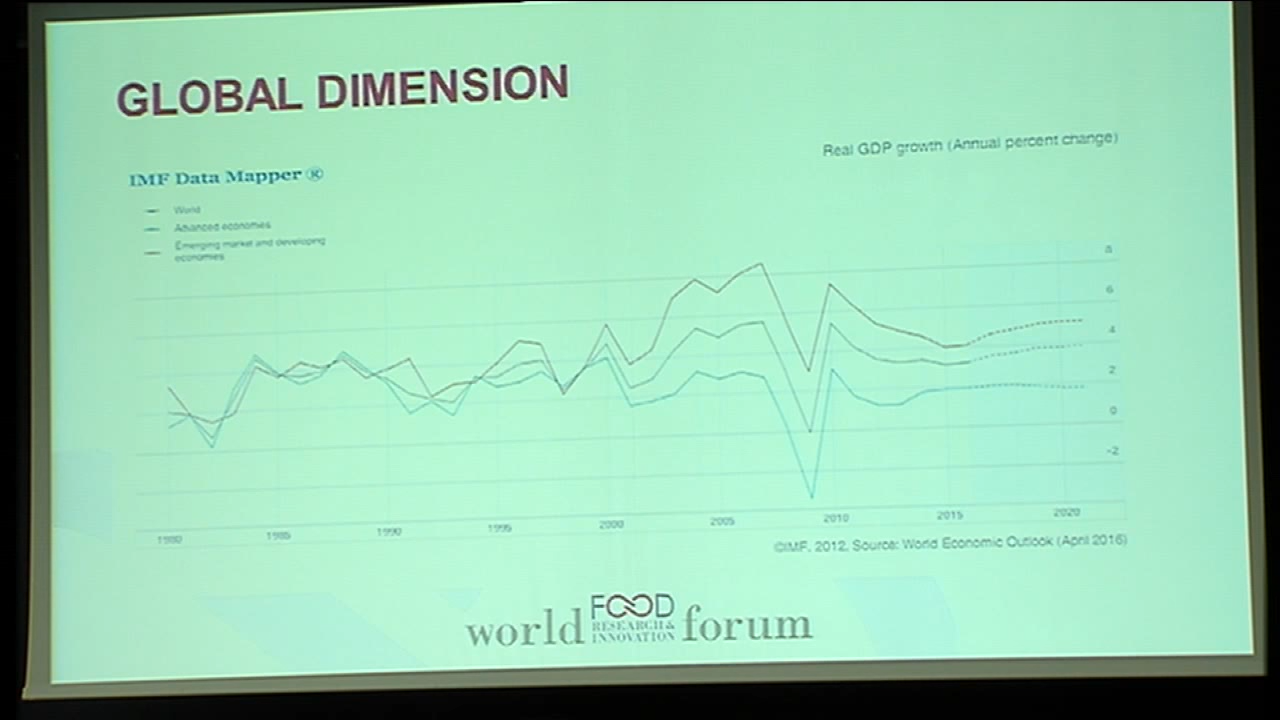 GLOBAL DIMENSION
Real GDP growth (Annual percent change)
IMF Data Mapper ®
World
Advanced economies
Emerging market and developing
economies
8
6
4
2
0
-2
1980 1985 1990 1995 2000 2005 2010 2015 2020
©IMF, 2012, Source: World Economic Outlook (April 2016)
world FOOD RESEARCH & INNOVATION forum